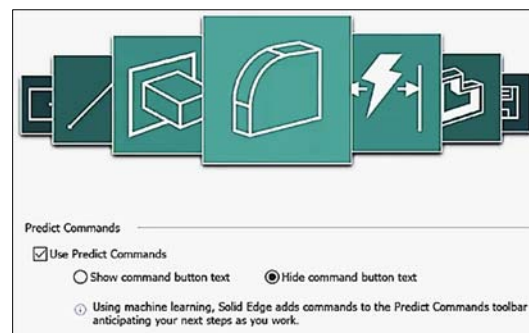 Predict Commands
Use Predict Commands
Show command button text Hide command button text
Using machine learning, Solid Edge adds commands to the Predict Commands toolbar
anticipating your next steps as you work.